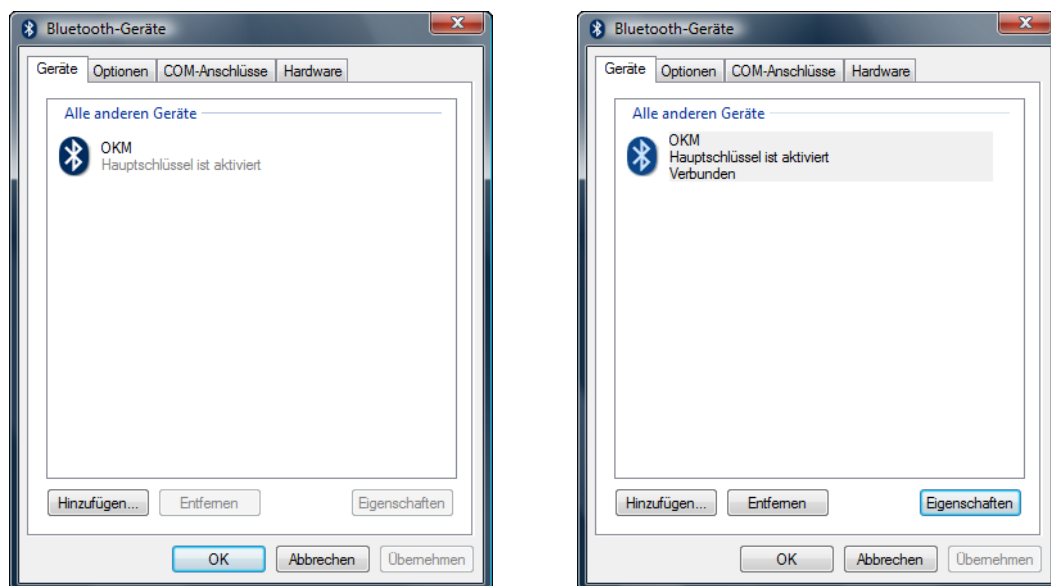 Bluetooth-Geräte
Geräte Optionen COM-Anschlüsse Hardware
Alle anderen Geräte
OKM
Hauptschlüssel ist aktiviert
Hinzufügen... Entfernen Eigenschaften
OK Abbrechen Übernehmen
Bluetooth-Geräte
Geräte Optionen COM-Anschlüsse Hardware
Alle anderen Geräte
OKM
Hauptschlüssel ist aktiviert
Verbunden
Hinzufügen... Entfernen Eigenschaften
OK Abbrechen Übernehmen